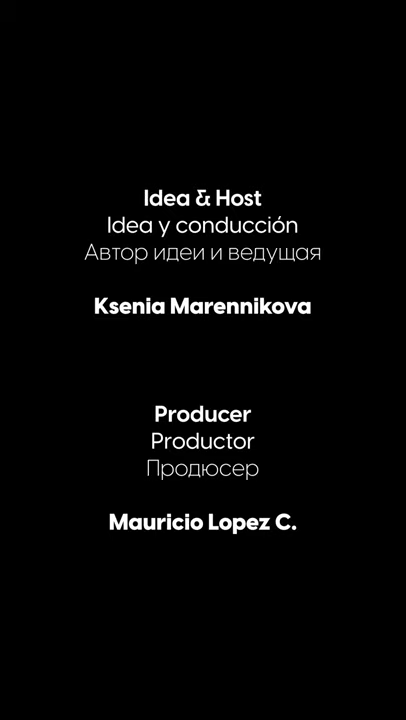 Idea & Host
Idea y conducción
Автор идеи и ведущая
Ksenia Marennikova
Producer
Productor
Продюсер
Mauricio Lopez C.